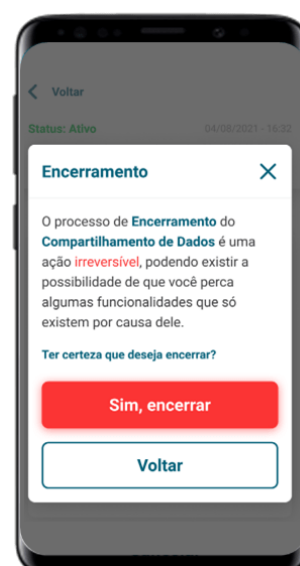 Voltar
Status: Ativo
04/08/2021 - 16:22
Encerramento
O processo de Encerramento do
Compartilhamento de Dados é uma
ação irreversível, podendo existir a
possibilidade de que você perca
algumas funcionalidades que só
existem por causa dele.
Ter certeza que deseja encerrar?
Sim, encerrar
Voltar